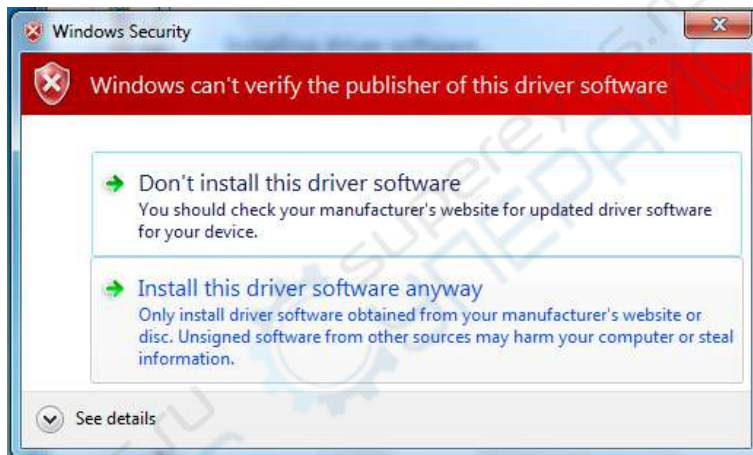 Windows Security
Installing driver software
Windows can't verify the publisher of this driver software
Don't install this driver software
You should check your manufacturer's website for updated driver software
for your device.
Install this driver software anyway
Only install driver software obtained from your manufacturer's website or
disc. Unsigned software from other sources may harm your computer or steal
information.
See details